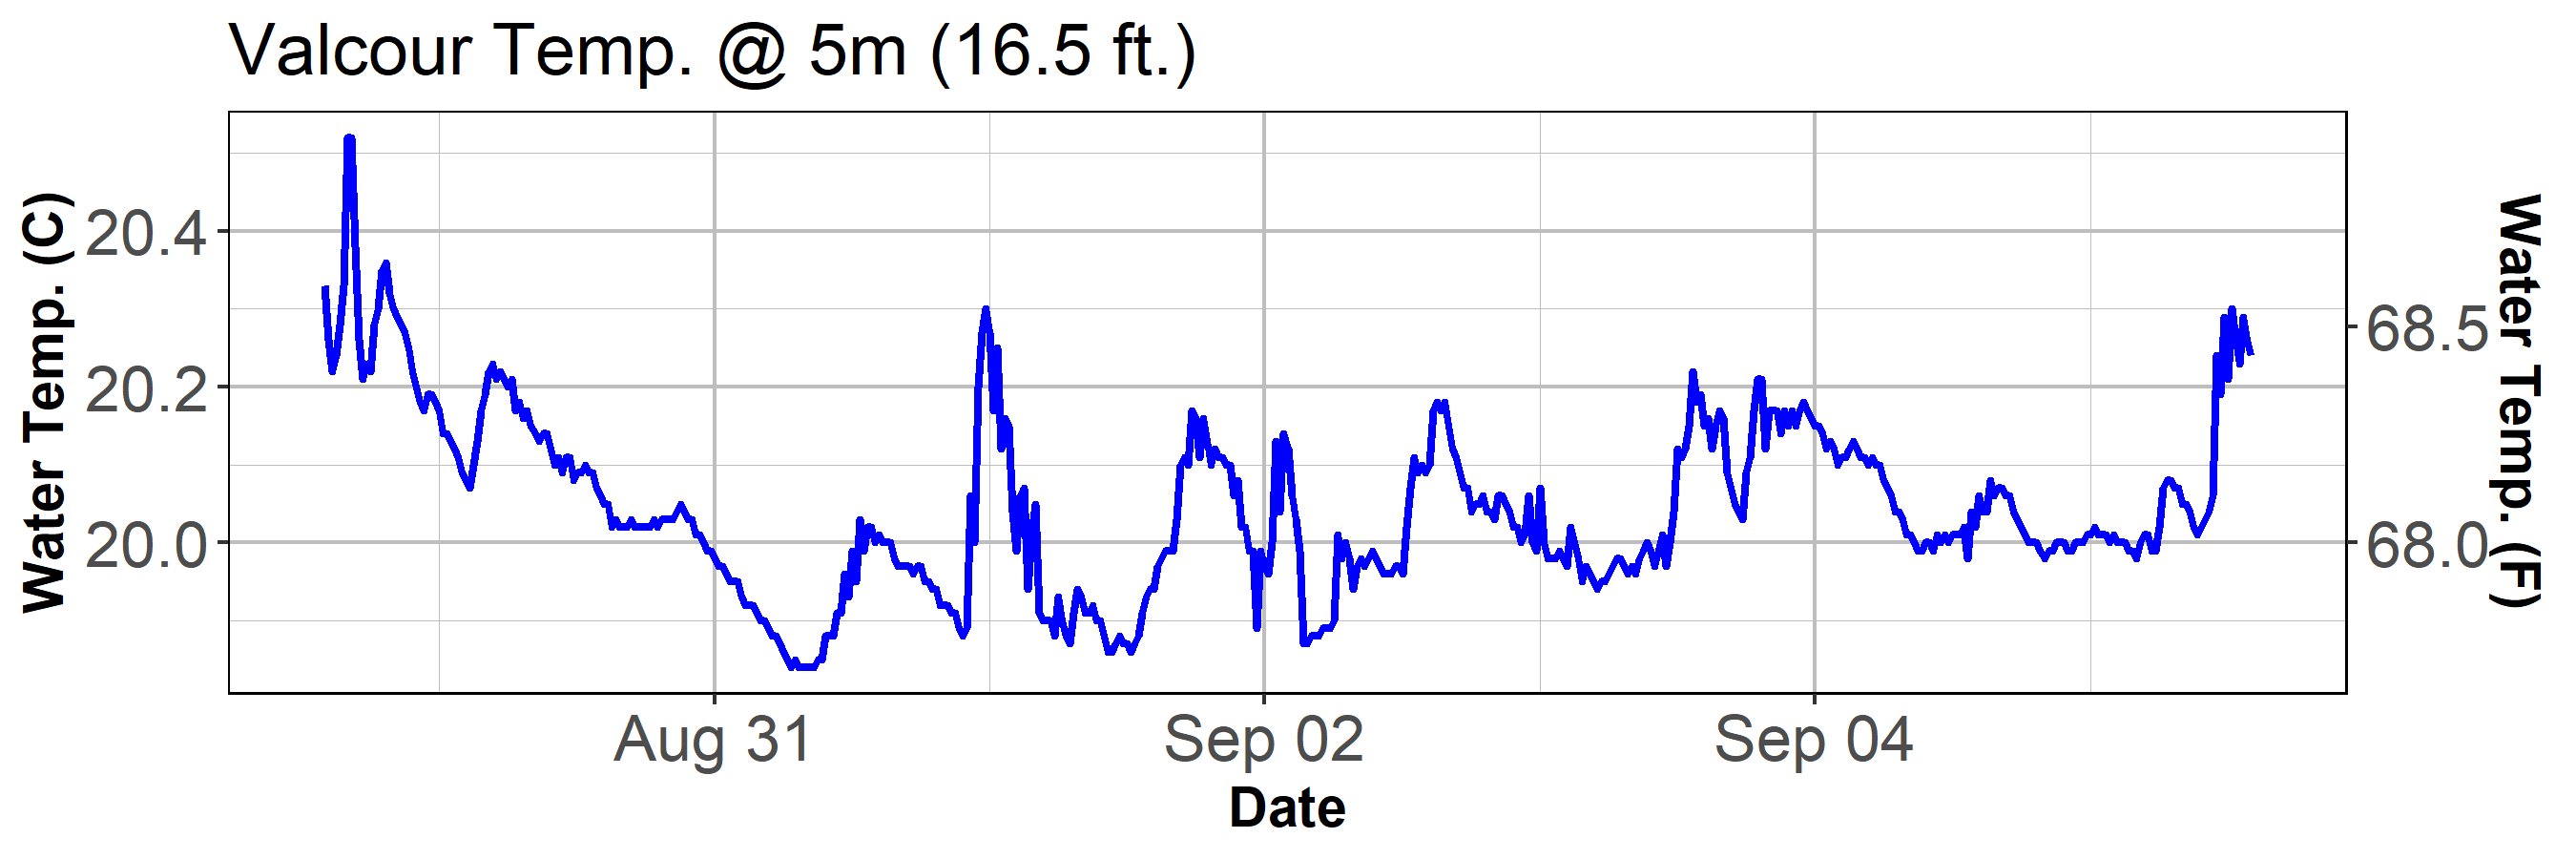 Valcour Temp. @ 5m (16.5 ft.)
Water Temp. (C)
20.4
20.2
20.0
68.5
68.0
Water Temp. (F)
Aug 31
Sep 02
Sep 04
Date